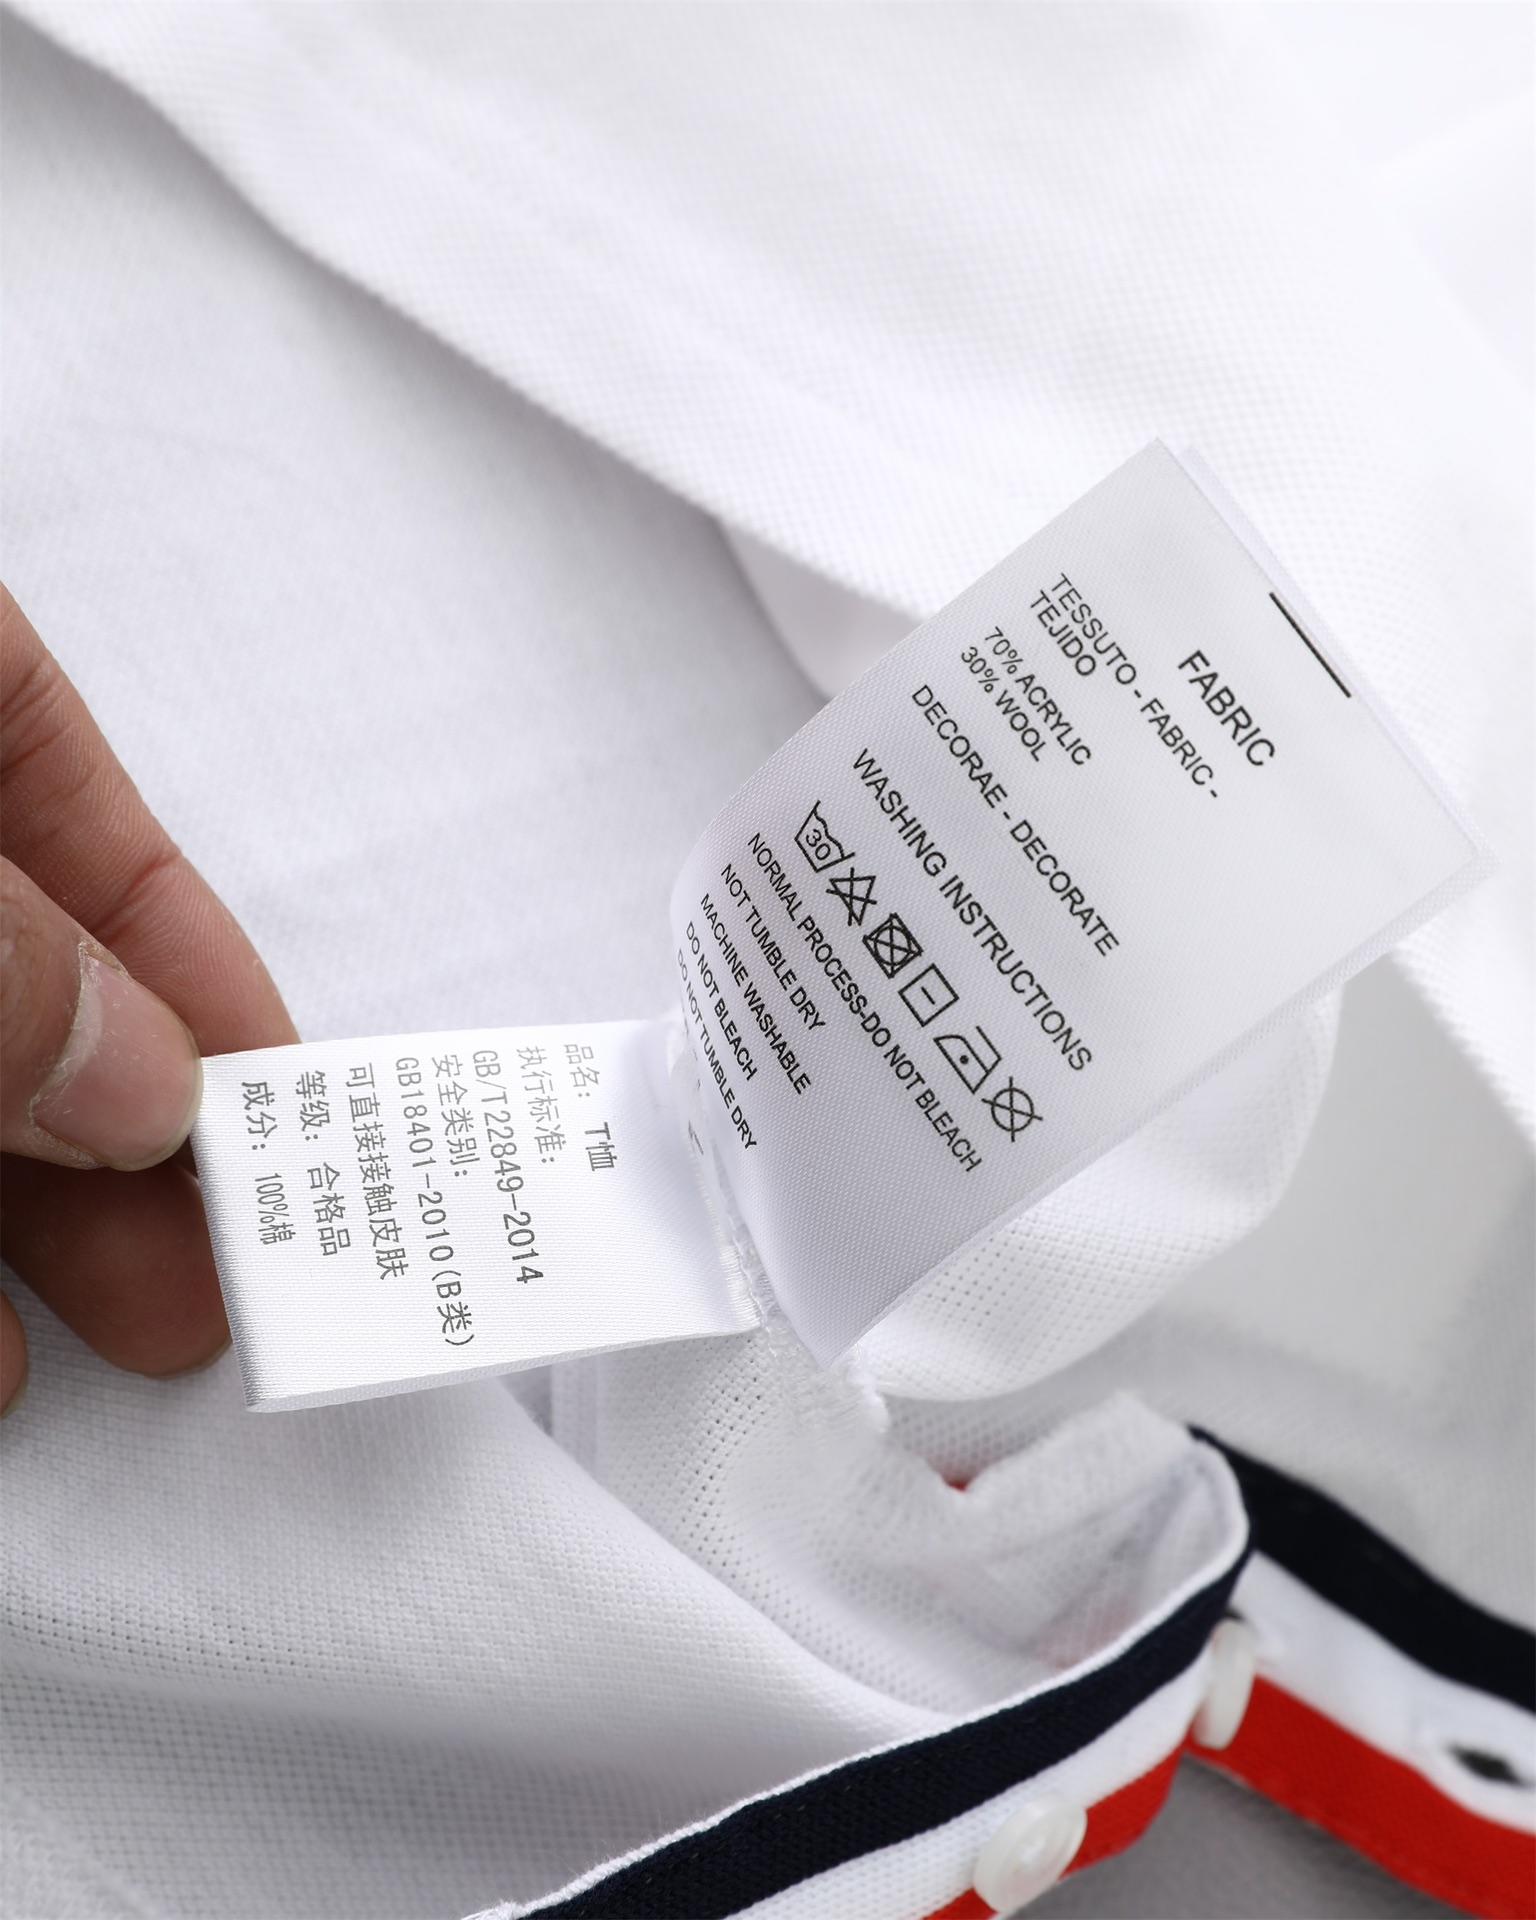 FABRIC
TESSUTO - FABRIC -
TEJIDO
70% ACRYLIC
30% WOOL
DECORAE - DECORATE
WASHING INSTRUCTIONS
30
NORMAL PROCESS-DO NOT BLEACH
NOT TUMBLE DRY
MACHINE WASHABLE
DO NOT BLEACH
DO NOT TUMBLE DRY
品名: T恤
执行标准:
GB/T22849-2014
安全类别:
GB18401-2010(B类)
可直接接触皮肤
等级: 合格品
成分: 100%棉